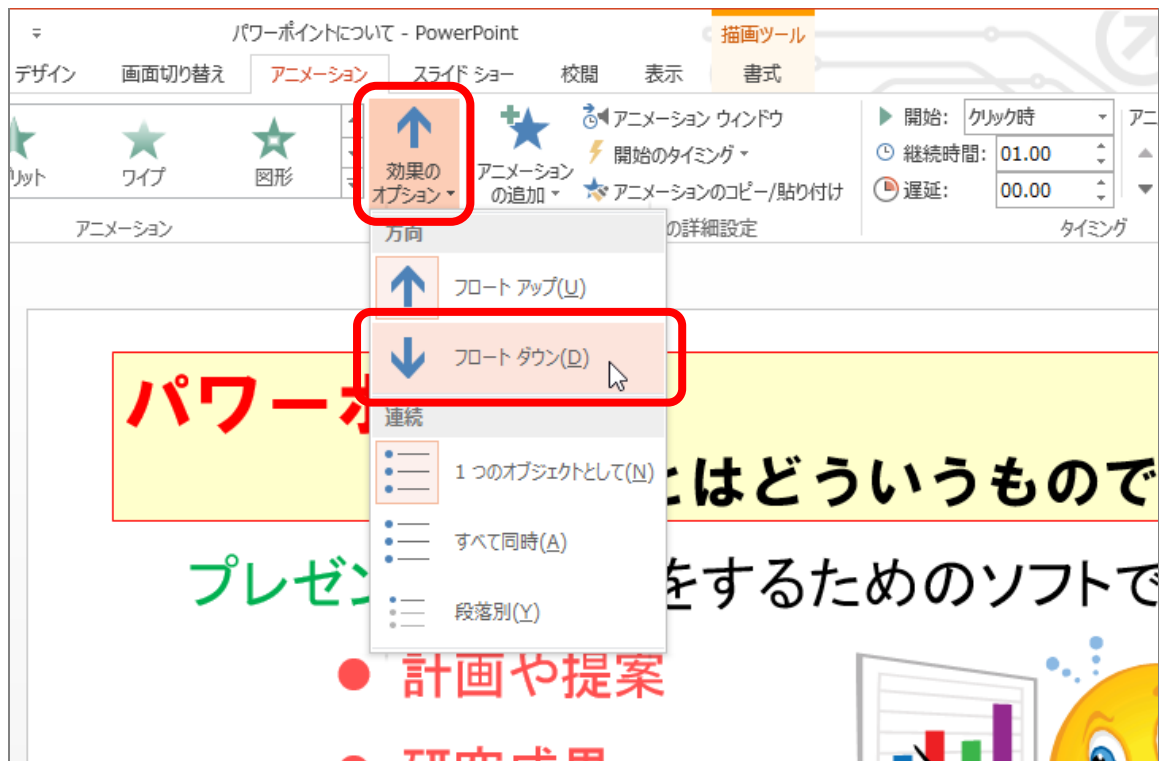 パワーポイントについて - PowerPoint
描画ツール
デザイン 画面切り替え アニメーション スライド ショー 校閲 表示 書式
ワイプ
図形
効果の
オプション
アニメーション
の追加
アニメーション ウィンドウ
開始のタイミング
アニメーションのコピー/貼り付け
開始: クリック時
継続時間: 01.00
遅延: 00.00
アニメーション
の詳細設定
タイミング
方向
フロート アップ(U)
フロート ダウン(D)
連続
1 つのオブジェクトとして(N)
すべて同時(A)
段落別(Y)
パワーポ
はどういうもので
プレゼン
をするためのソフトで
● 計画や提案
● 研究成果